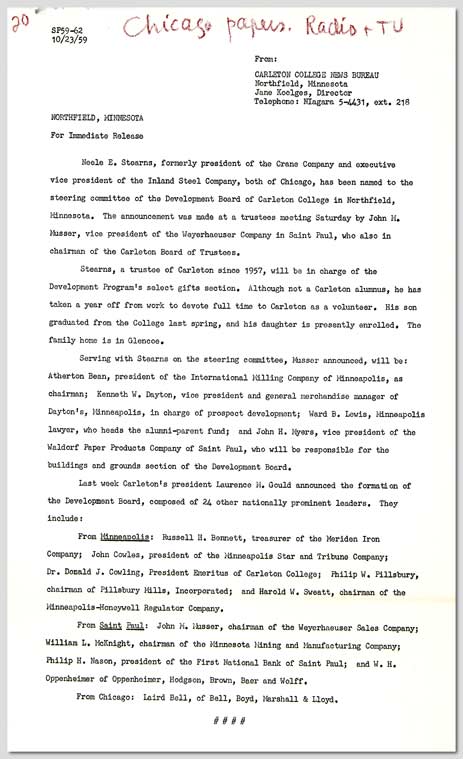 20
Chicago papers. Radio + TV
SF59-62
10/23/59
From:
CARLETON COLLEGE NEWS BUREAU
Northfield, Minnesota
Jane Koelges, Director
Telephone: NIagara 5-4431, ext. 218
NORTHFIELD, MINNESOTA
For Immediate Release
Neele E. Stearns, formerly president of the Crane Company and executive
vice president of the Inland Steel Company, both of Chicago, has been named to the
steering committee of the Development Board of Carleton College in Northfield,
Minnesota. The announcement was made at a trustees meeting Saturday by John M.
Musser, vice president of the Weyerhaeuser Company in Saint Paul, who also in
chairman of the Carleton Board of Trustees.
Stearns, a trustee of Carleton since 1957, will be in charge of the
Development Program's select gifts section. Although not a Carleton alumnus, he has
taken a year off from work to devote full time to Carleton as a volunteer. His son
graduated from the College last spring, and his daughter is presently enrolled. The
family home is in Glencoe.
Serving with Stearns on the steering committee, Musser announced, will be:
Atherton Bean, president of the International Milling Company of Minneapolis, as
chairman; Kenneth W. Dayton, vice president and general merchandise manager of
Dayton's, Minneapolis, in charge of prospect development; Ward B. Lewis, Minneapolis
lawyer, who heads the alumni-parent fund; and John H. Myers, vice president of the
Waldorf Paper Products Company of Saint Paul, who will be responsible for the
buildings and grounds section of the Development Board.
Last week Carleton's president Laurence M. Gould announced the formation of
the Development Board, composed of 24 other nationally prominent leaders. They
include:
From Minneapolis: Russell H. Bennett, treasurer of the Meriden Iron
Company; John Cowles, president of the Minneapolis Star and Tribune Company;
Dr. Donald J. Cowling, President Emeritus of Carleton College; Philip W. Pillsbury,
chairman of Pillsbury Mills, Incorporated; and Harold W. Sweatt, chairman of the
Minneapolis-Honeywell Regulator Company.
From Saint Paul: John M. Musser, chairman of the Weyerhaeuser Sales Company;
William L. McKnight, chairman of the Minnesota Mining and Manufacturing Company;
Philip H. Nason, president of the First National Bank of Saint Paul; and W. H.
Oppenheimer of Oppenheimer, Hodgson, Brown, Baer and Wolff.
From Chicago: Laird Bell, of Bell, Boyd, Marshall & Lloyd.
# # # #